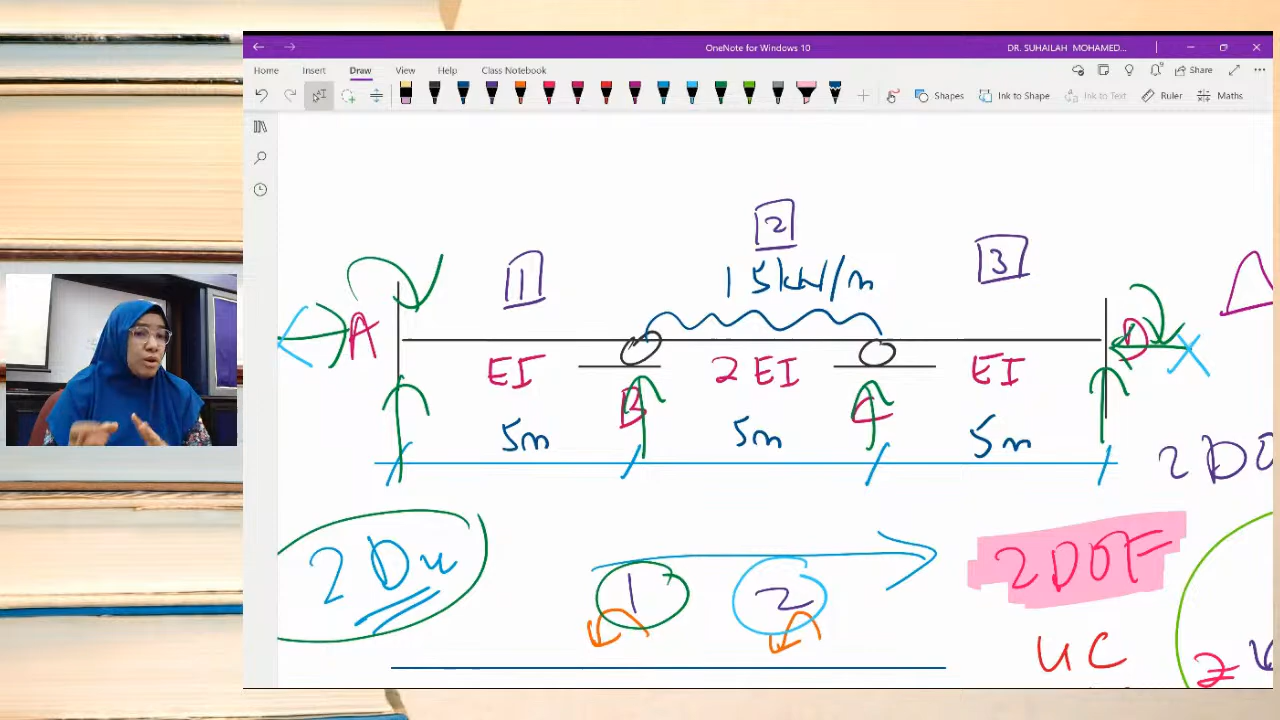 OneNote for Windows 10
DR. SUHAILAH MOHAMED...
Home Insert Draw View Help Class Notebook
Share
Shapes Ink to Shape Ink to Text Ruler Maths
2
1
15kN/m
3
A
D
EI
2EI
EI
B
C
5m
5m
5m
2DO
2Du
1
2
2DOF
UC
2